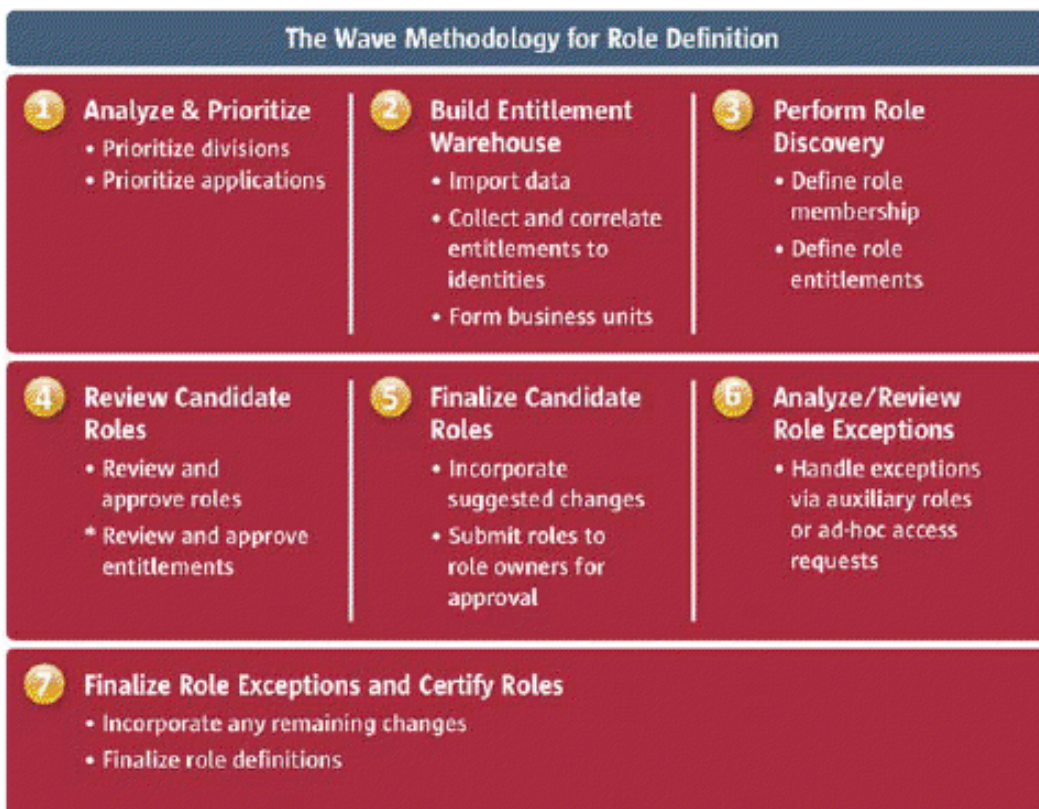 The Wave Methodology for Role Definition
1 Analyze & Prioritize
• Prioritize divisions
• Prioritize applications
2 Build Entitlement
Warehouse
• Import data
• Collect and correlate
entitlements to
identities
• Form business units
3 Perform Role
Discovery
• Define role
membership
• Define role
entitlements
4 Review Candidate
Roles
• Review and
approve roles
* Review and approve
entitlements
5 Finalize Candidate
Roles
• Incorporate
suggested changes
• Submit roles to
role owners for
approval
6 Analyze/Review
Role Exceptions
• Handle exceptions
via auxiliary roles
or ad-hoc access
requests
7 Finalize Role Exceptions and Certify Roles
• Incorporate any remaining changes
• Finalize role definitions